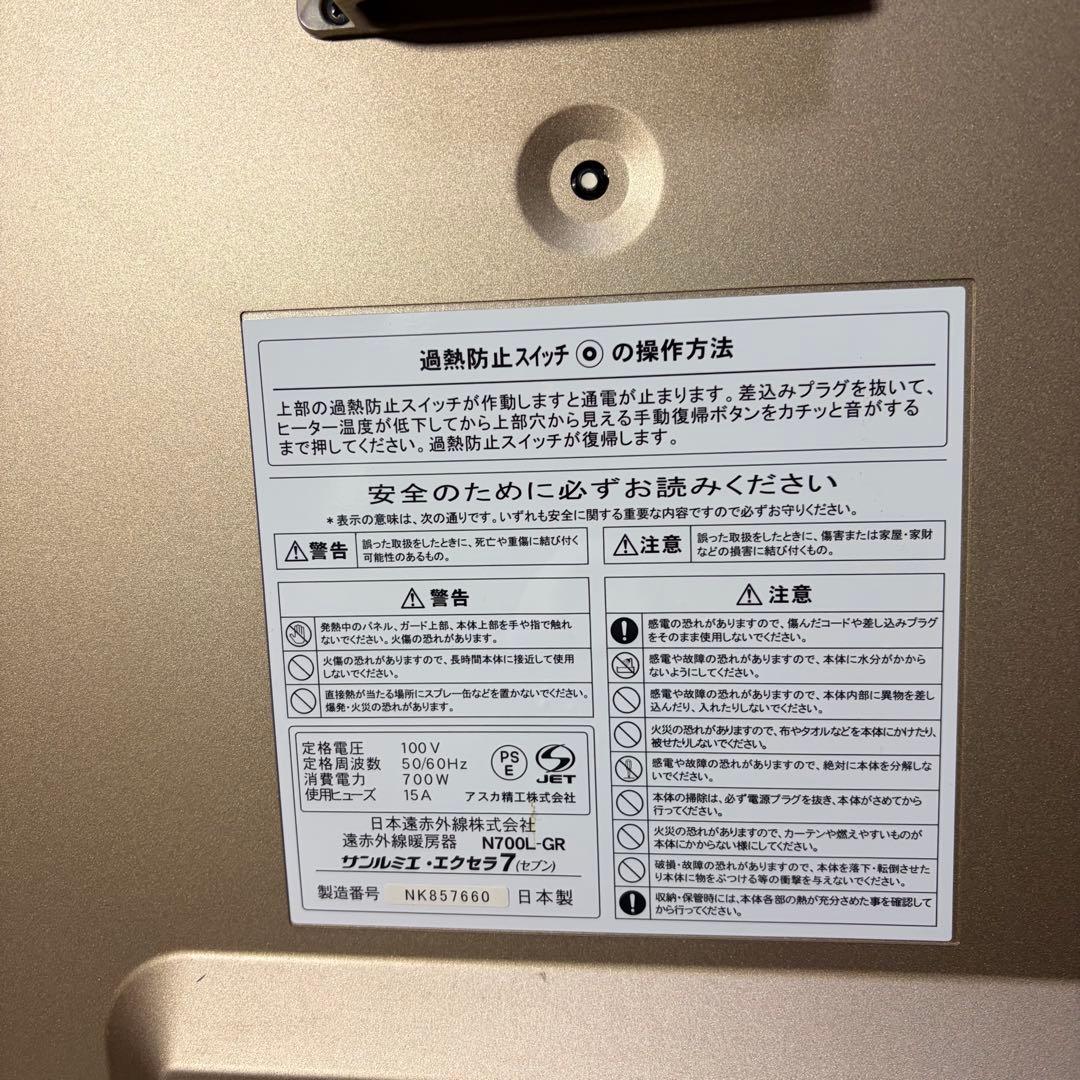 過熱防止スイッチ◎の操作方法
上部の過熱防止スイッチが作動しますと通電が止まります。差込みプラグを抜いて、
ヒーター温度が低下してから上部穴から見える手動復帰ボタンをカチッと音がする
まで押してください。過熱防止スイッチが復帰します。
安全のために必ずお読みください
*表示の意味は、次の通りです。いずれも安全に関する重要な内容ですので必ずお守りください。
⚠警告
誤った取扱をしたときに、死亡や重傷に結び付く
可能性のあるもの。
⚠注意
誤った取扱をしたときに、傷害または家屋・家財
などの損害に結び付くもの。
⚠警告
発熱中のパネル、ガード上部、本体上部を手や指で触れ
ないでください。火傷の恐れがあります。
火傷の恐れがありますので、長時間本体に接近して使用
しないでください。
直接熱が当たる場所にスプレー缶などを置かないでください。
爆発・火災の恐れがあります。
定格電圧 100V
定格周波数 50/60Hz
消費電力 700W
使用ヒューズ 15A
PS
E
JET
アスカ精工株式会社
日本遠赤外線株式会社
遠赤外線暖房器 N700L-GR
サンルミエ・エクセラ7(セブン)
製造番号 NK857660 日本製
⚠注意
感電の恐れがありますので、傷んだコードや差し込みプラグ
をそのまま使用しないでください。
感電や故障の恐れがありますので、本体に水分がかから
ないようにしてください。
感電や故障の恐れがありますので、本体内部に異物を差し
込んだり、入れたりしないでください。
火災の恐れがありますので、布やタオルなどを本体にかけたり、
被せたりしないでください。
感電や故障の恐れがありますので、絶対に本体を分解しな
いでください。
本体の掃除は、必ず電源プラグを抜き、本体がさめてから
行ってください。
火災の恐れがありますので、カーテンや燃えやすいものが
本体にかからない様にしてください。
破損・故障の恐れがありますので、本体を落下・転倒させた
り本体に物をぶつける等の衝撃を与えないでください。
収納・保管時には、本体各部の熱が充分さめた事を確認して
から行ってください。